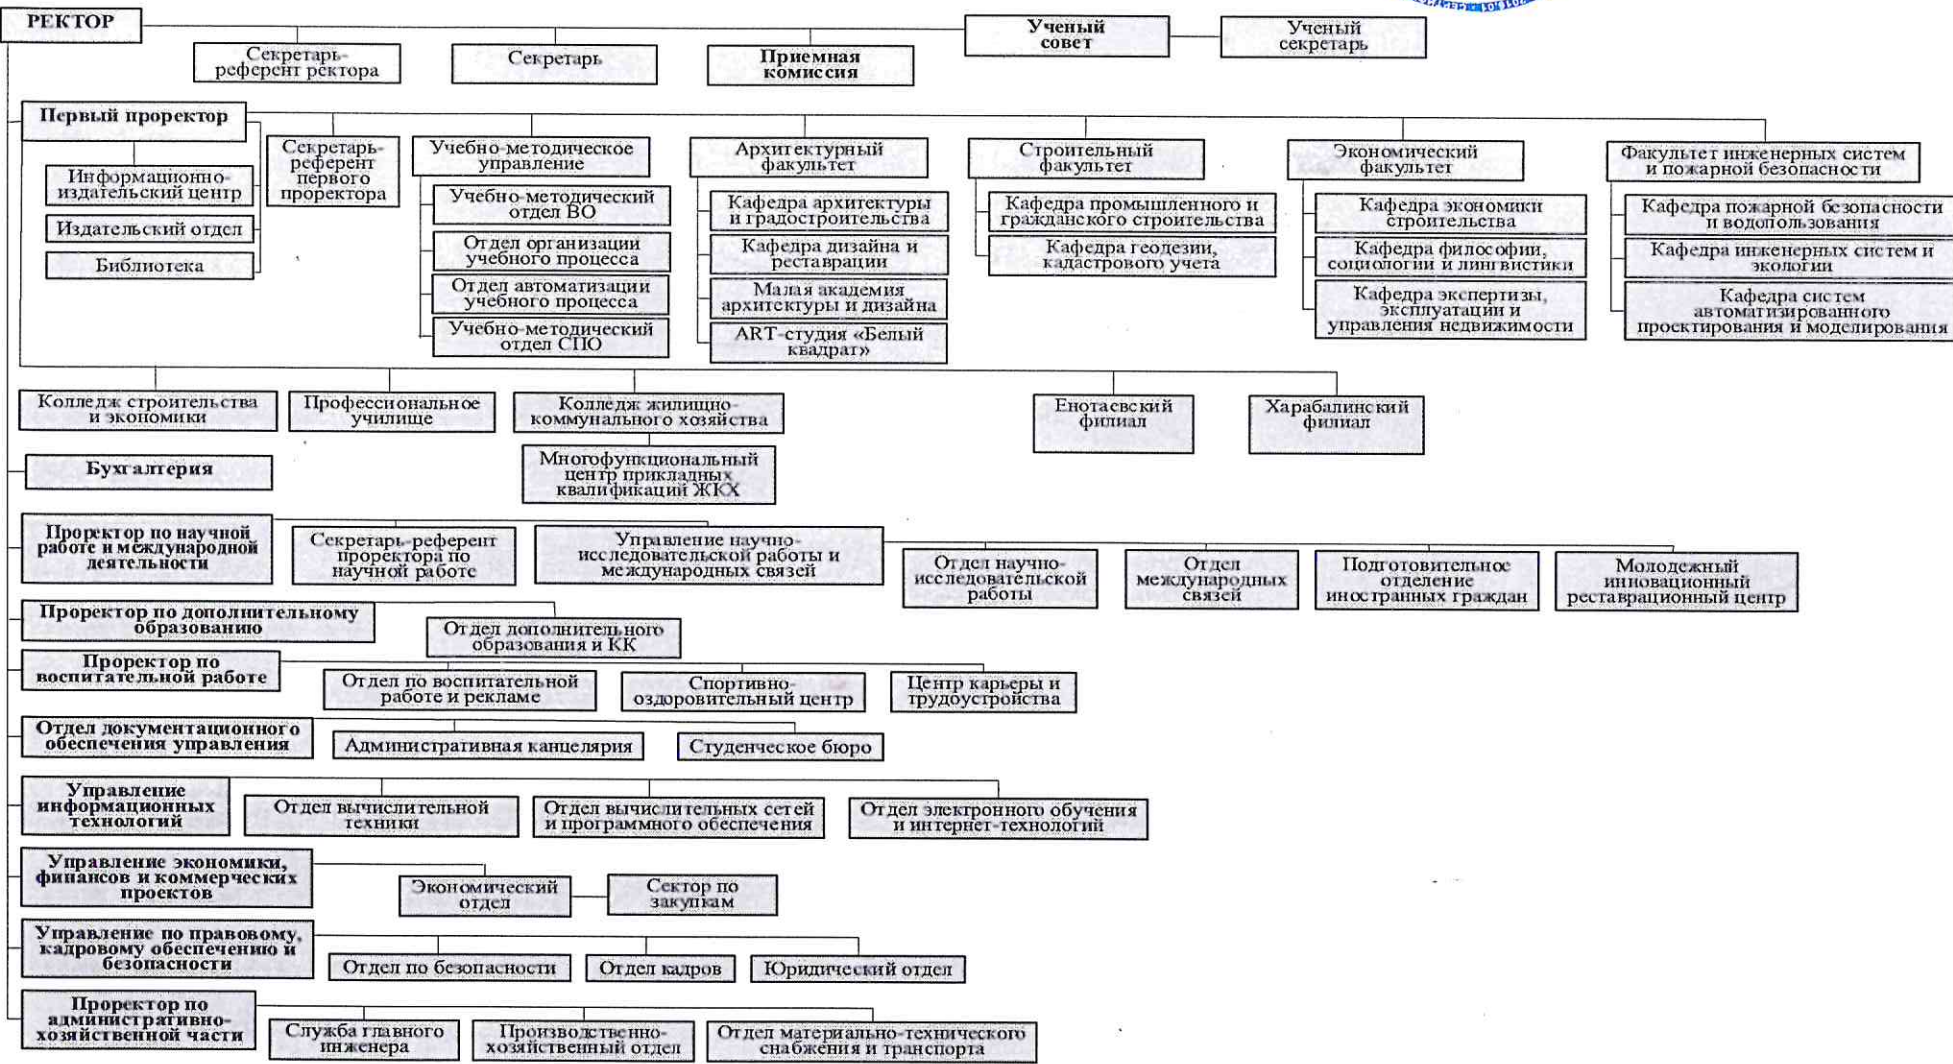 РЕКТОР
Секретарь-
референт ректора
Секретарь
Приемная
комиссия
Ученый
совет
Ученый
секретарь
Первый проректор
Информационно-
издательский центр
Издательский отдел
Библиотека
Секретарь-
референт
первого
проректора
Учебно-методическое
управление
Учебно-методический
отдел ВО
Отдел организации
учебного процесса
Отдел автоматизации
учебного процесса
Учебно-методический
отдел СПО
Архитектурный
факультет
Кафедра архитектуры
и градостроительства
Кафедра дизайна и
реставрации
Малая академия
архитектуры и дизайна
ART-студия «Белый
квадрат»
Строительный
факультет
Кафедра промышленного и
гражданского строительства
Кафедра геодезии,
кадастрового учета
Экономический
факультет
Кафедра экономики
строительства
Кафедра философии,
социологии и лингвистики
Кафедра экспертизы,
эксплуатации и
управления недвижимости
Факультет инженерных систем
и пожарной безопасности
Кафедра пожарной безопасности
и водопользования
Кафедра инженерных систем и
экологии
Кафедра систем
автоматизированного
проектирования и моделирования
Колледж строительства
и экономики
Профессиональное
училище
Колледж жилищно-
коммунального хозяйства
Многофункциональный
центр прикладных
квалификаций ЖКХ
Енотаевский
филиал
Харабалинский
филиал
Бухгалтерия
Проректор по научной
работе и международной
деятельности
Секретарь-референт
проректора по
научной работе
Управление научно-
исследовательской работы и
международных связей
Отдел научно-
исследовательской
работы
Отдел
международных
связей
Подготовительное
отделение
иностранных граждан
Молодежный
инновационный
реставрационный центр
Проректор по дополнительному
образованию
Отдел дополнительного
образования и КК
Проректор по
воспитательной работе
Отдел по воспитательной
работе и рекламе
Спортивно-
оздоровительный центр
Центр карьеры и
трудоустройства
Отдел документационного
обеспечения управления
Административная канцелярия
Студенческое бюро
Управление
информационных
технологий
Отдел вычислительной
техники
Отдел вычислительных сетей
и программного обеспечения
Отдел электронного обучения
и интернет-технологий
Управление экономики,
финансов и коммерческих
проектов
Экономический
отдел
Сектор по
закупкам
Управление по правовому,
кадровому обеспечению и
безопасности
Отдел по безопасности
Отдел кадров
Юридический отдел
Проректор по
административно-
хозяйственной части
Служба главного
инженера
Производственно-
хозяйственный отдел
Отдел материально-технического
снабжения и транспорта